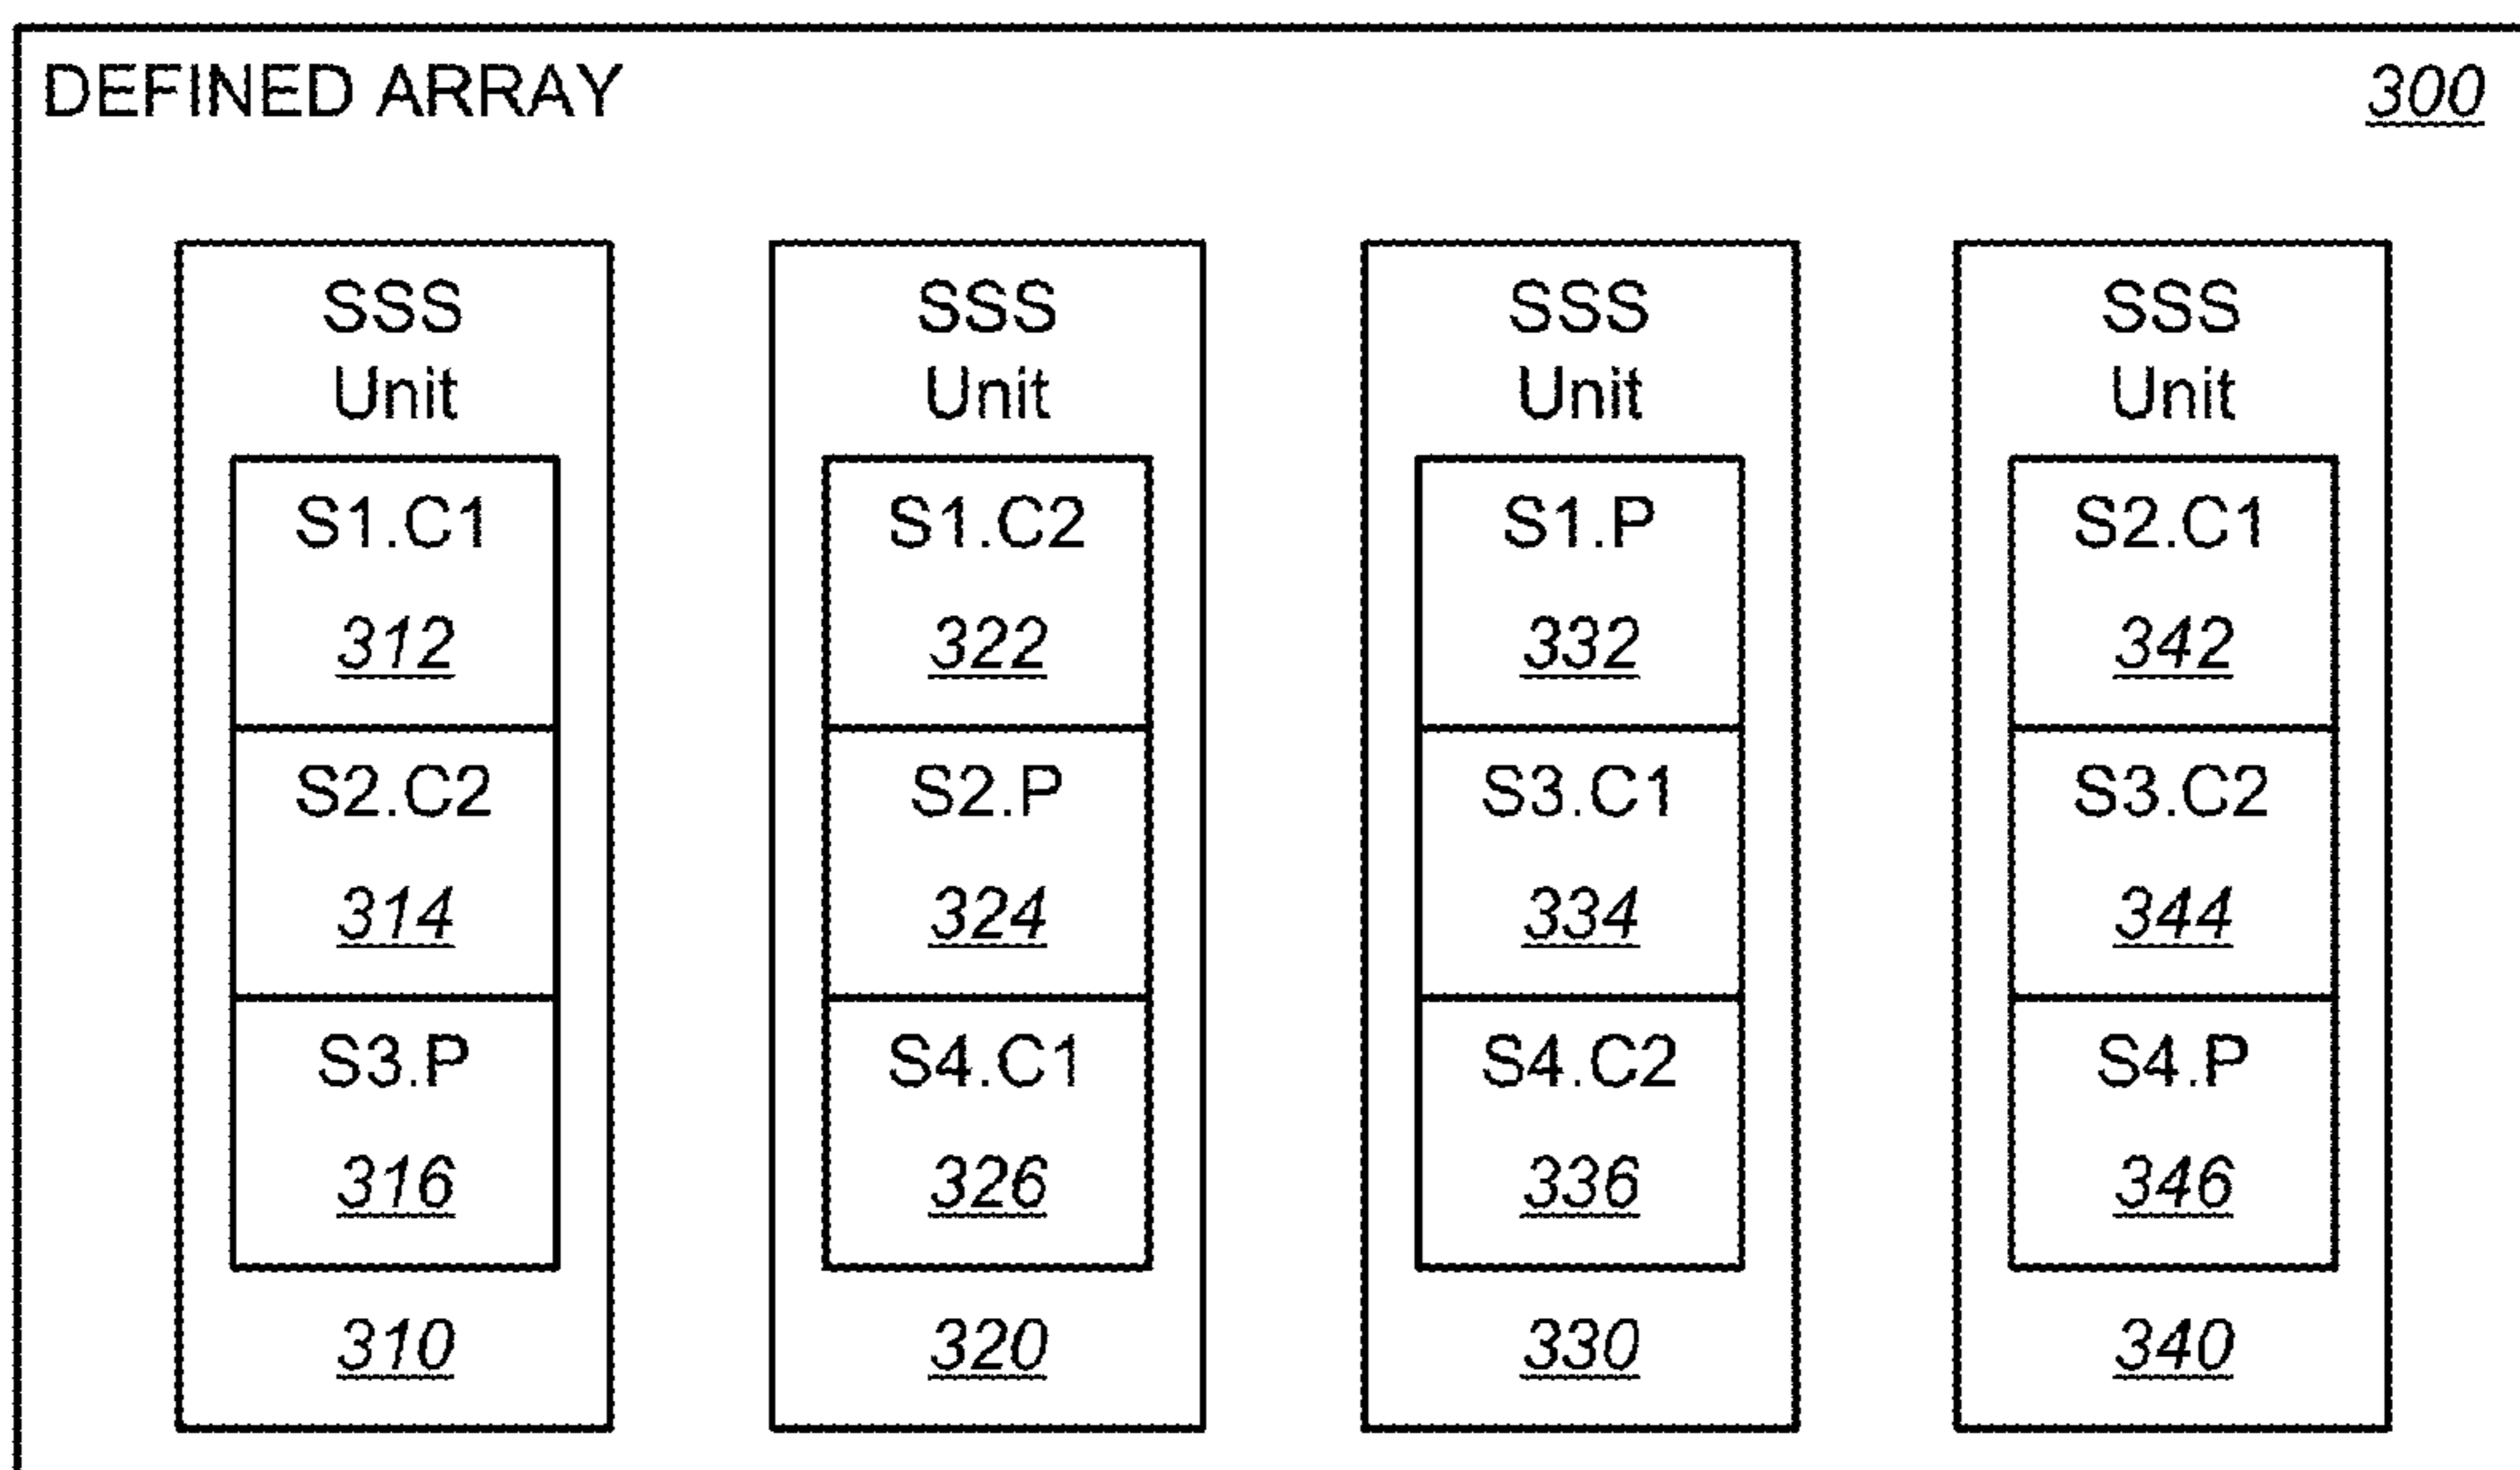 DEFINED ARRAY
300
SSS
Unit
S1.C1
312
S2.C2
314
S3.P
316
310
SSS
Unit
S1.C2
322
S2.P
324
S4.C1
326
320
SSS
Unit
S1.P
332
S3.C1
334
S4.C2
336
330
SSS
Unit
S2.C1
342
S3.C2
344
S4.P
346
340